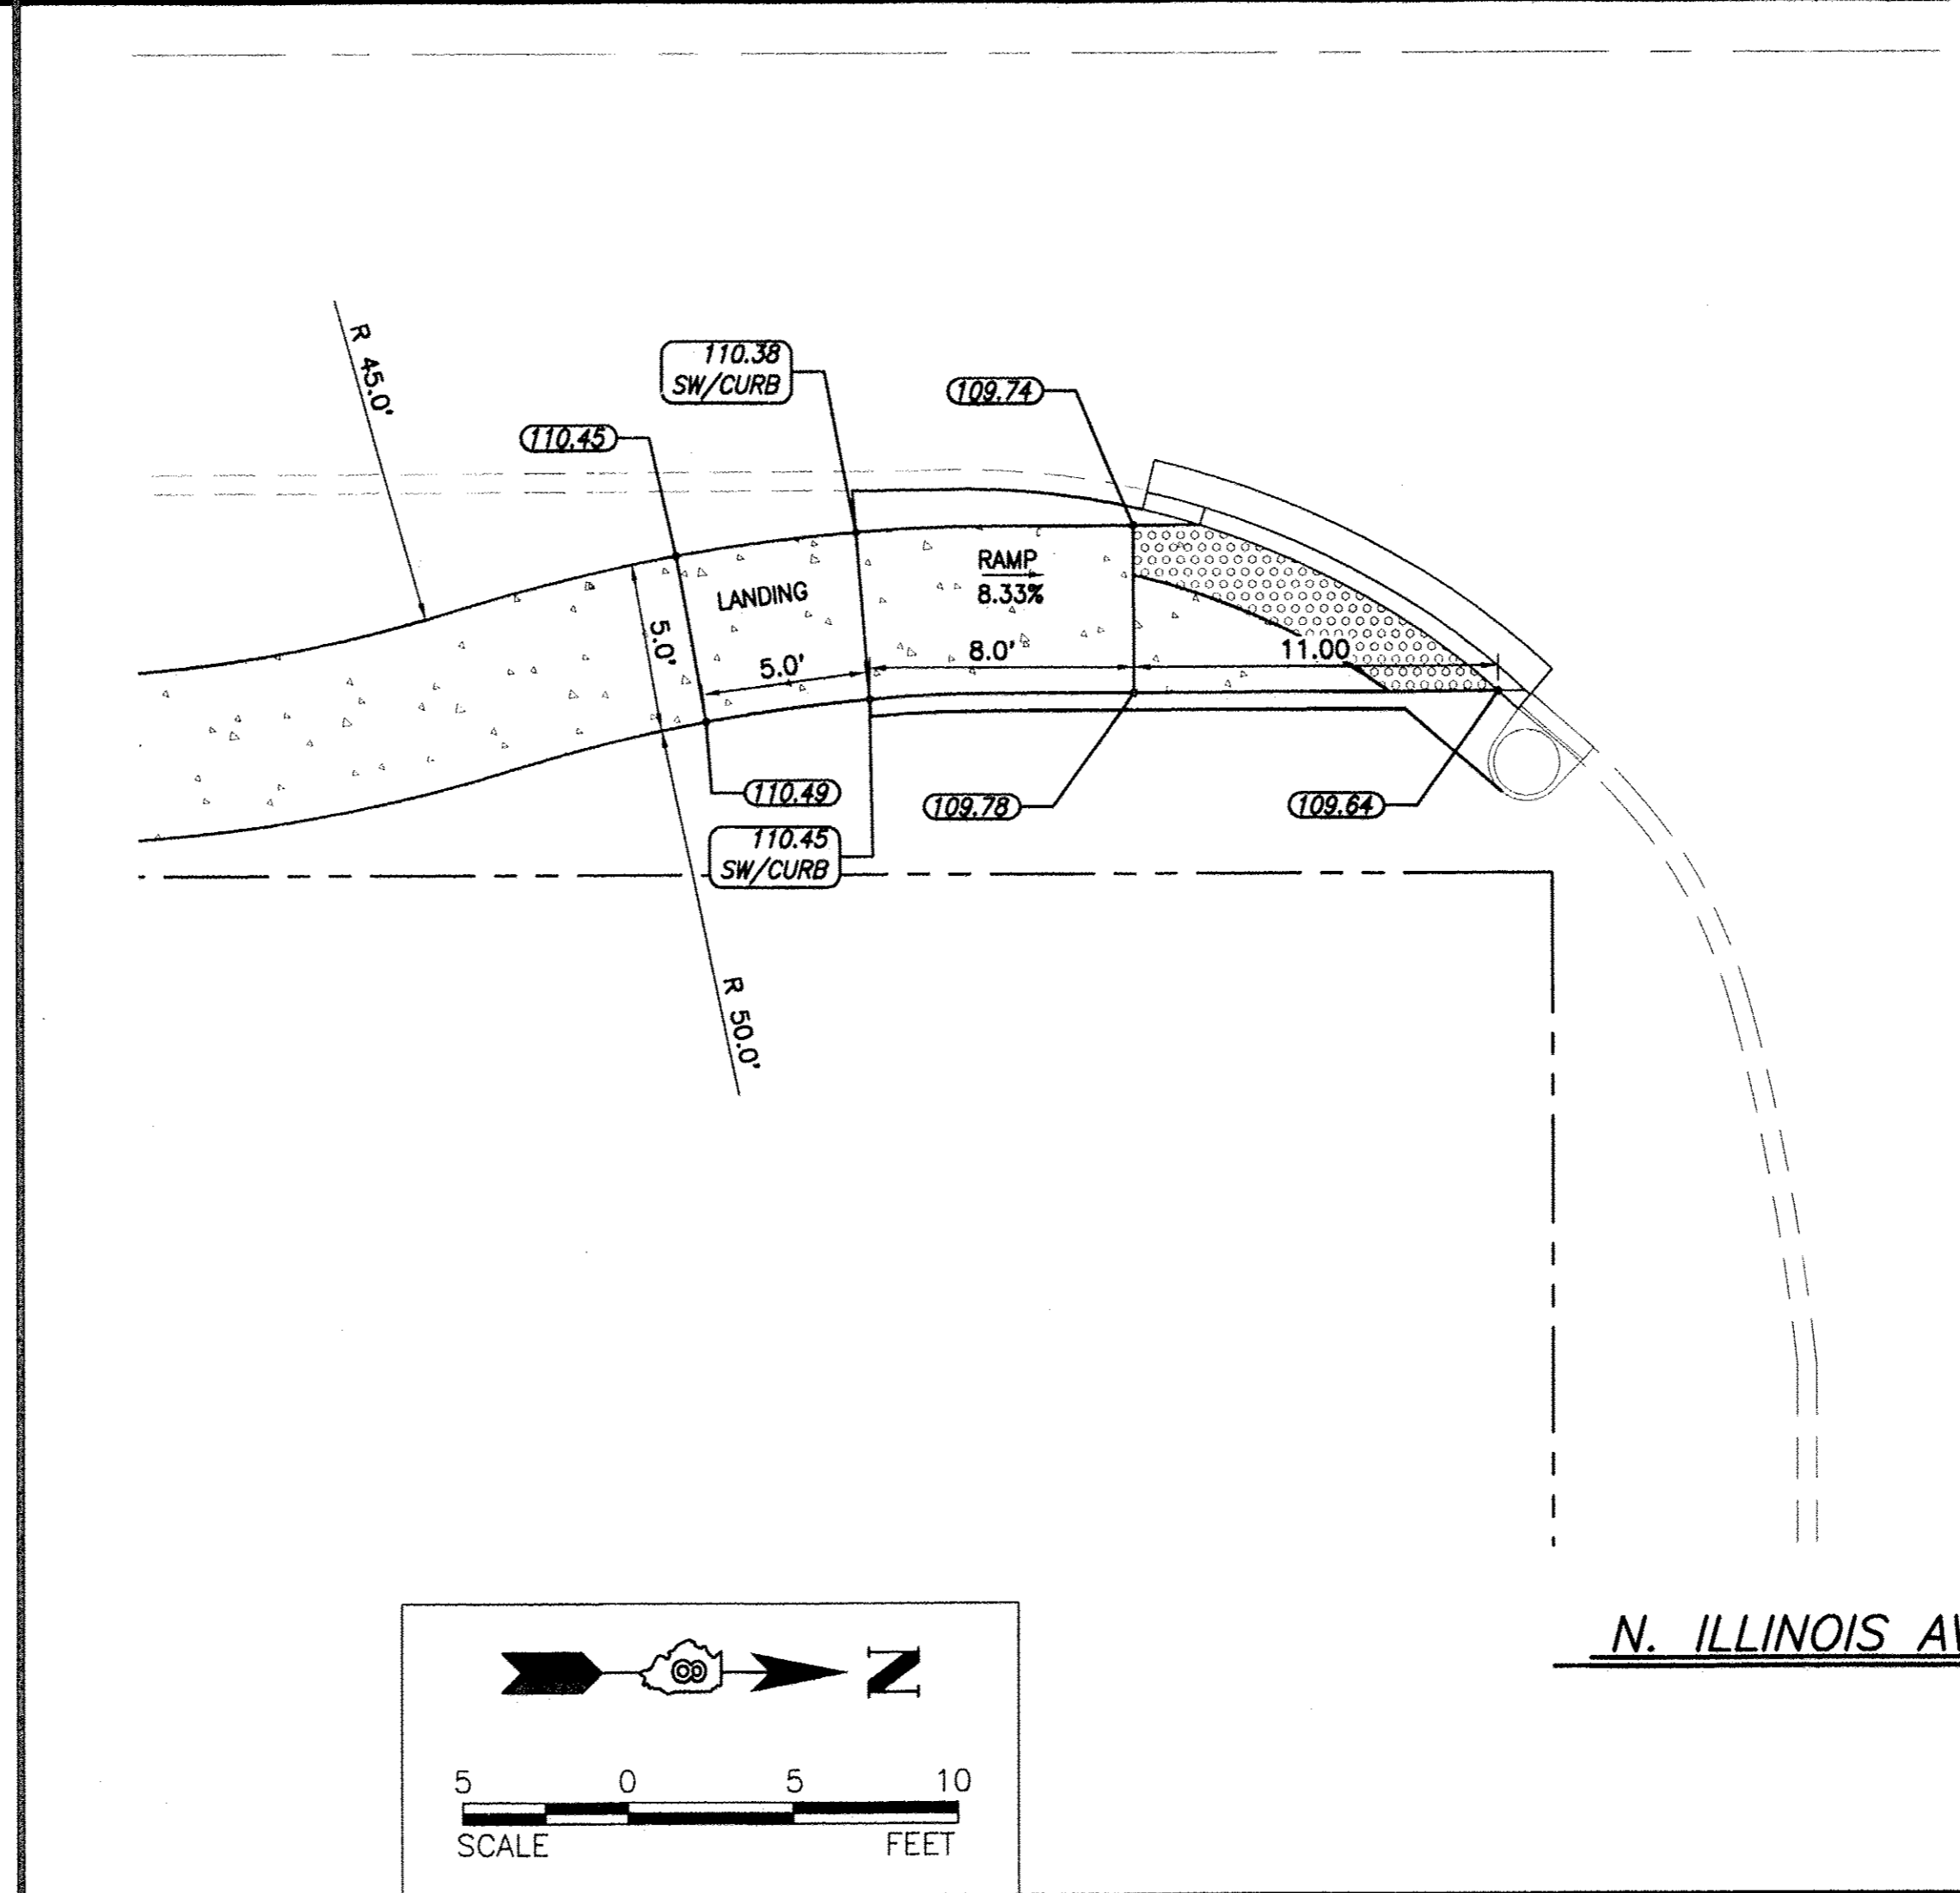 R 45.0'
110.38
SW/CURB
109.74
110.45
RAMP
8.33%
LANDING
5.0'
5.0'
8.0'
11.00
110.49
109.78
109.64
110.45
SW/CURB
R 50.0'
N
N. ILLINOIS AV
5 0 5 10
SCALE FEET